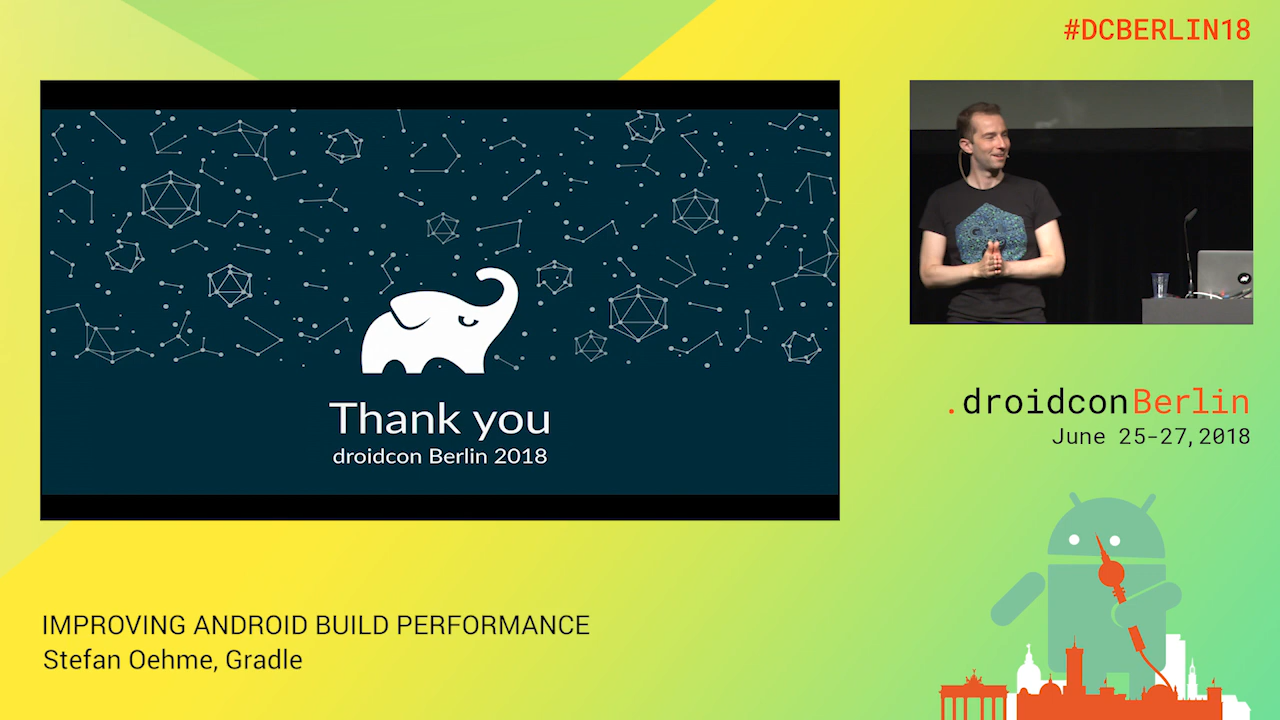 #DCBERLIN18
Thank you
droidcon Berlin 2018
.droidconBerlin
June 25-27, 2018
IMPROVING ANDROID BUILD PERFORMANCE
Stefan Oehme, Gradle